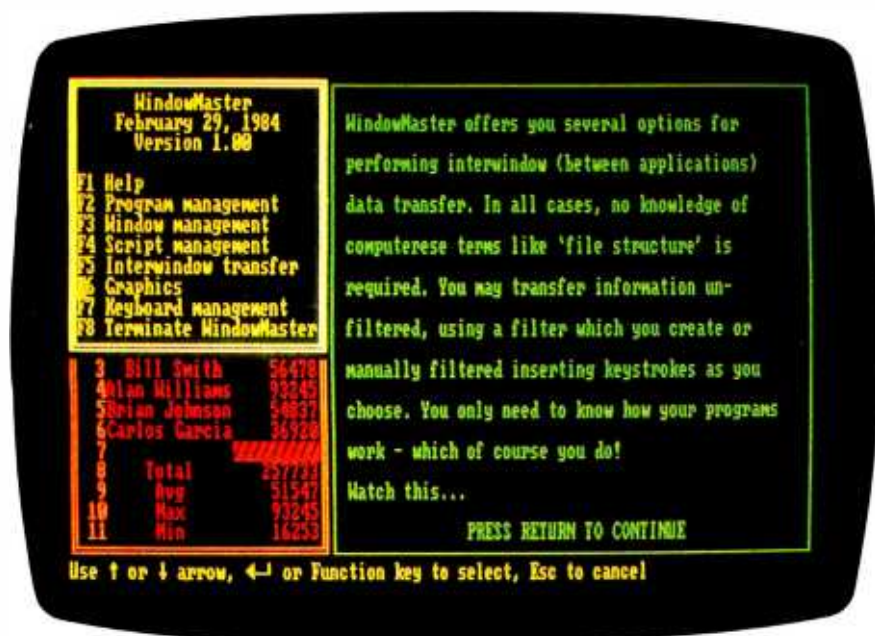 WindowMaster
February 29, 1984
Version 1.00
F1 Help
F2 Program management
F3 Window management
F4 Script management
F5 Interwindow transfer
F6 Graphics
F7 Keyboard management
F8 Terminate WindowMaster
3 Bill Smith 56478
4 Alan Williams 93245
5 Brian Johnson 54837
6 Carlos Garcia 36920
7
8 Total 257733
9 Avg 51547
10 Max 93245
11 Min 16253
WindowMaster offers you several options for
performing interwindow (between applications)
data transfer. In all cases, no knowledge of
computerese terms like 'file structure' is
required. You may transfer information un-
filtered, using a filter which you create or
manually filtered inserting keystrokes as you
choose. You only need to know how your programs
work - which of course you do!
Watch this...
PRESS RETURN TO CONTINUE
Use ↑ or ↓ arrow, ←┘ or Function key to select, Esc to cancel